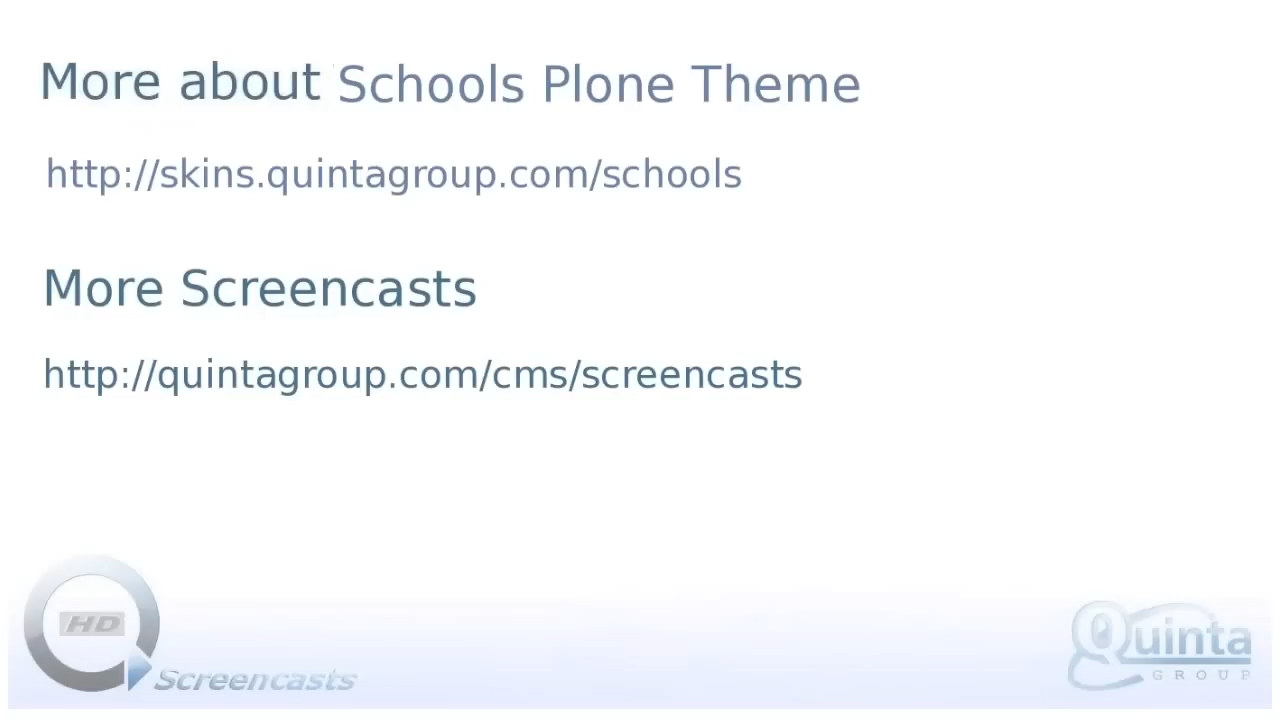 More about Schools Plone Theme
http://skins.quintagroup.com/schools
More Screencasts
http://quintagroup.com/cms/screencasts
HD
Screencasts
Quinta
GROUP